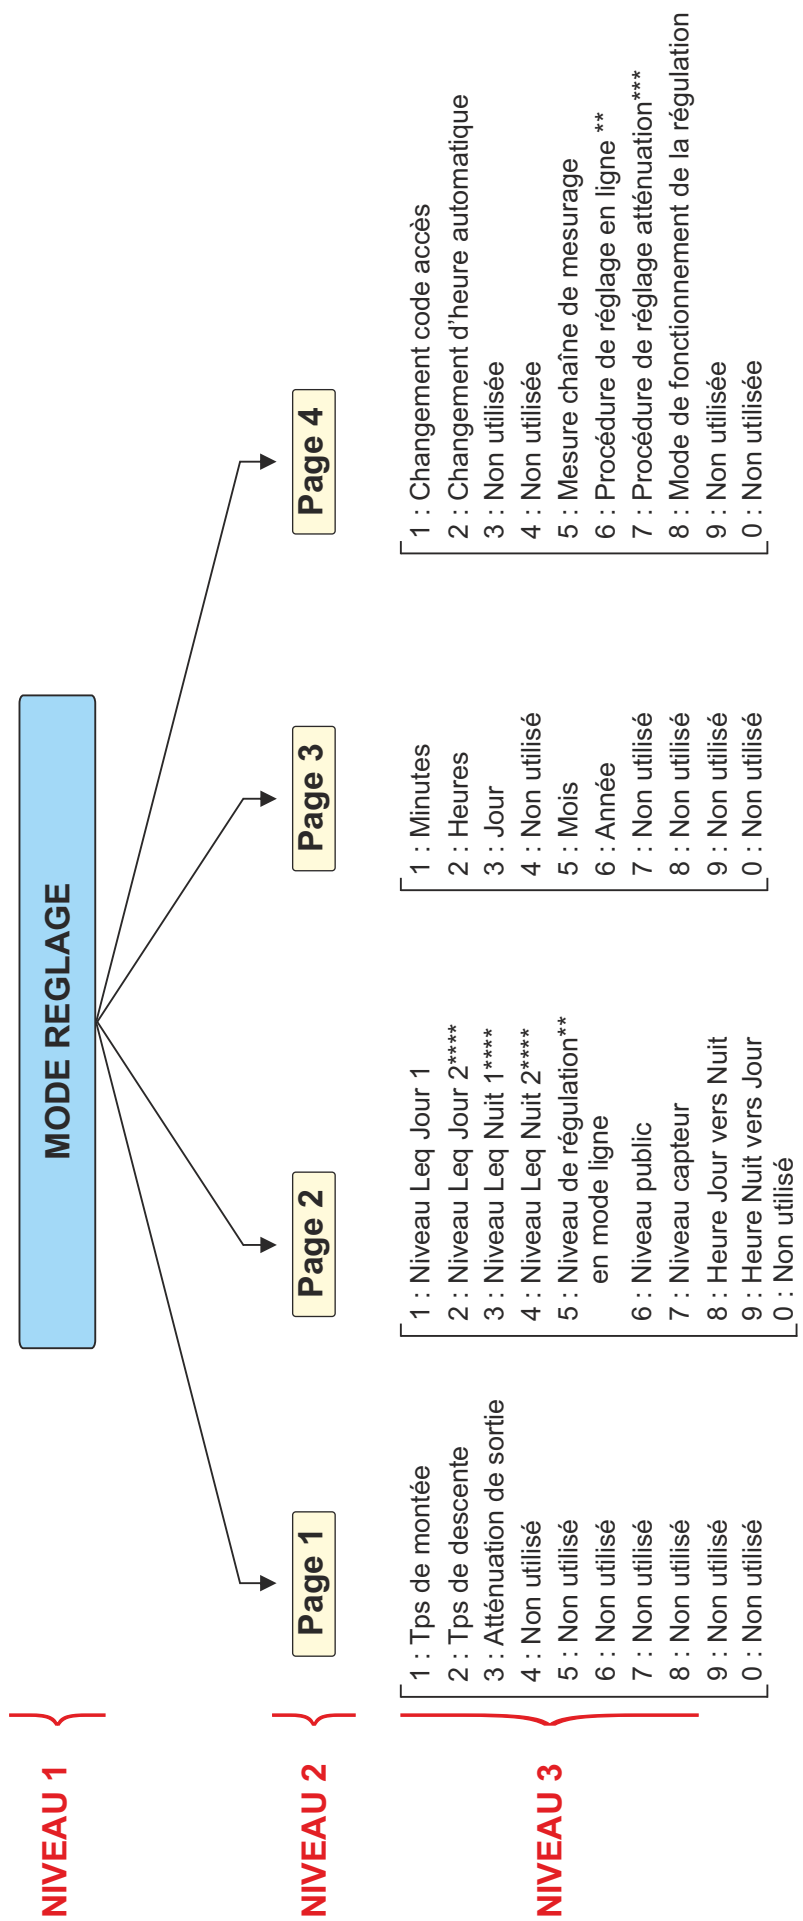 NIVEAU 1
MODE REGLAGE
NIVEAU 2
Page 1
Page 2
Page 3
Page 4
NIVEAU 3
1 : Tps de montée
2 : Tps de descente
3 : Atténuation de sortie
4 : Non utilisé
5 : Non utilisé
6 : Non utilisé
7 : Non utilisé
8 : Non utilisé
9 : Non utilisé
0 : Non utilisé
1 : Niveau Leq Jour 1
2 : Niveau Leq Jour 2****
3 : Niveau Leq Nuit 1****
4 : Niveau Leq Nuit 2****
5 : Niveau de régulation**
en mode ligne
6 : Niveau public
7 : Niveau capteur
8 : Heure Jour vers Nuit
9 : Heure Nuit vers Jour
0 : Non utilisé
1 : Minutes
2 : Heures
3 : Jour
4 : Non utilisé
5 : Mois
6 : Année
7 : Non utilisé
8 : Non utilisé
9 : Non utilisé
0 : Non utilisé
1 : Changement code accès
2 : Changement d'heure automatique
3 : Non utilisée
4 : Non utilisée
5 : Mesure chaîne de mesurage
6 : Procédure de réglage en ligne **
7 : Procédure de réglage atténuation***
8 : Mode de fonctionnement de la régulation
9 : Non utilisée
0 : Non utilisée